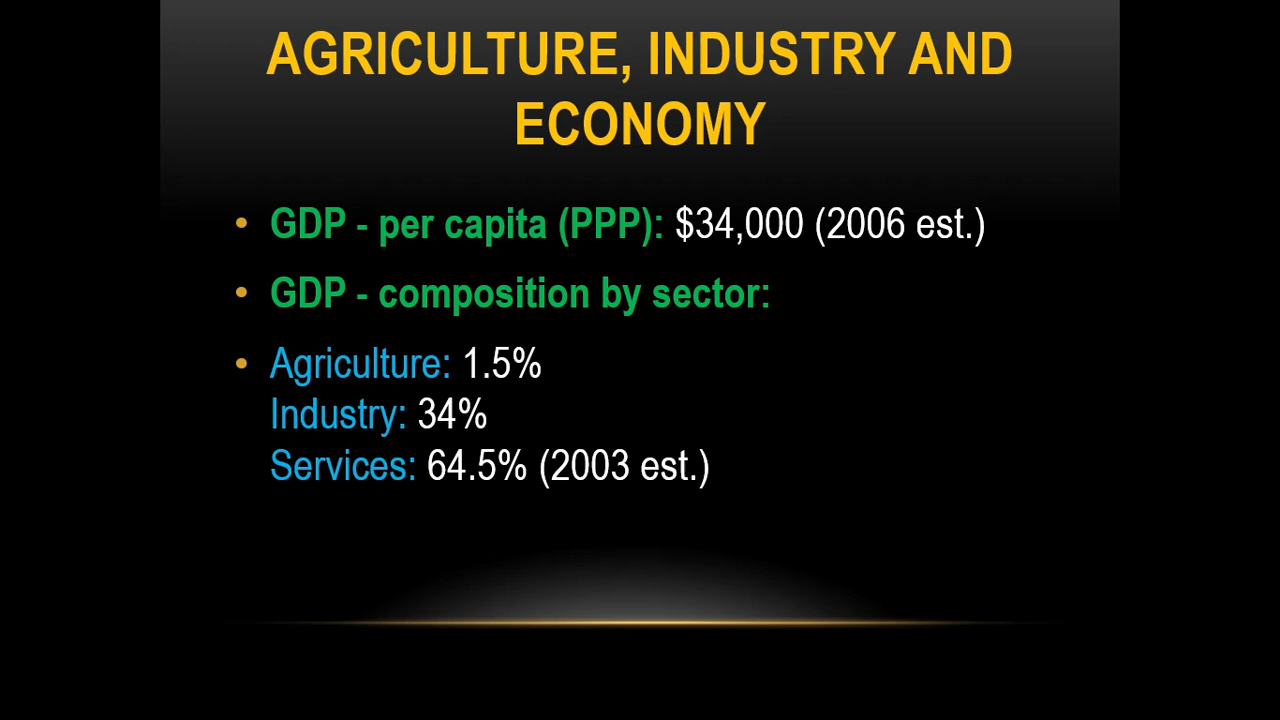 AGRICULTURE, INDUSTRY AND
ECONOMY
• GDP - per capita (PPP): $34,000 (2006 est.)
• GDP - composition by sector:
• Agriculture: 1.5%
Industry: 34%
Services: 64.5% (2003 est.)